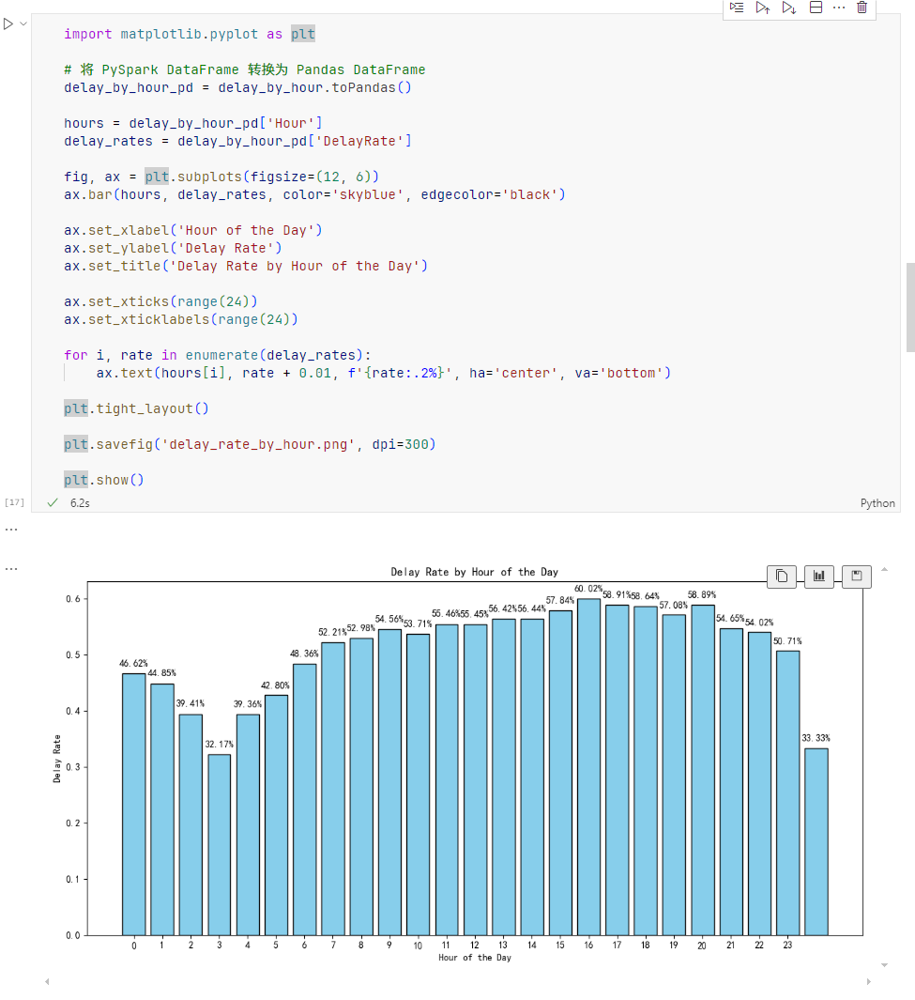 import matplotlib.pyplot as plt
# 将 PySpark DataFrame 转换为 Pandas DataFrame
delay_by_hour_pd = delay_by_hour.toPandas()
hours = delay_by_hour_pd['Hour']
delay_rates = delay_by_hour_pd['DelayRate']
fig, ax = plt.subplots(figsize=(12, 6))
ax.bar(hours, delay_rates, color='skyblue', edgecolor='black')
ax.set_xlabel('Hour of the Day')
ax.set_ylabel('Delay Rate')
ax.set_title('Delay Rate by Hour of the Day')
ax.set_xticks(range(24))
ax.set_xticklabels(range(24))
for i, rate in enumerate(delay_rates):
    ax.text(hours[i], rate + 0.01, f'{rate:.2%}', ha='center', va='bottom')
plt.tight_layout()
plt.savefig('delay_rate_by_hour.png', dpi=300)
plt.show()
[17] 6.2s Python
Delay Rate by Hour of the Day
0.6
0.5
0.4
0.3
0.2
0.1
0.0
Delay Rate
46.62% 44.85% 39.41% 32.17% 39.36% 42.80% 48.36% 52.21% 52.98% 54.56% 53.71% 55.46% 55.45% 56.42% 56.44% 57.84% 60.02% 58.91% 58.64% 57.08% 58.89% 54.65% 54.02% 50.71% 33.33%
0 1 2 3 4 5 6 7 8 9 10 11 12 13 14 15 16 17 18 19 20 21 22 23
Hour of the Day